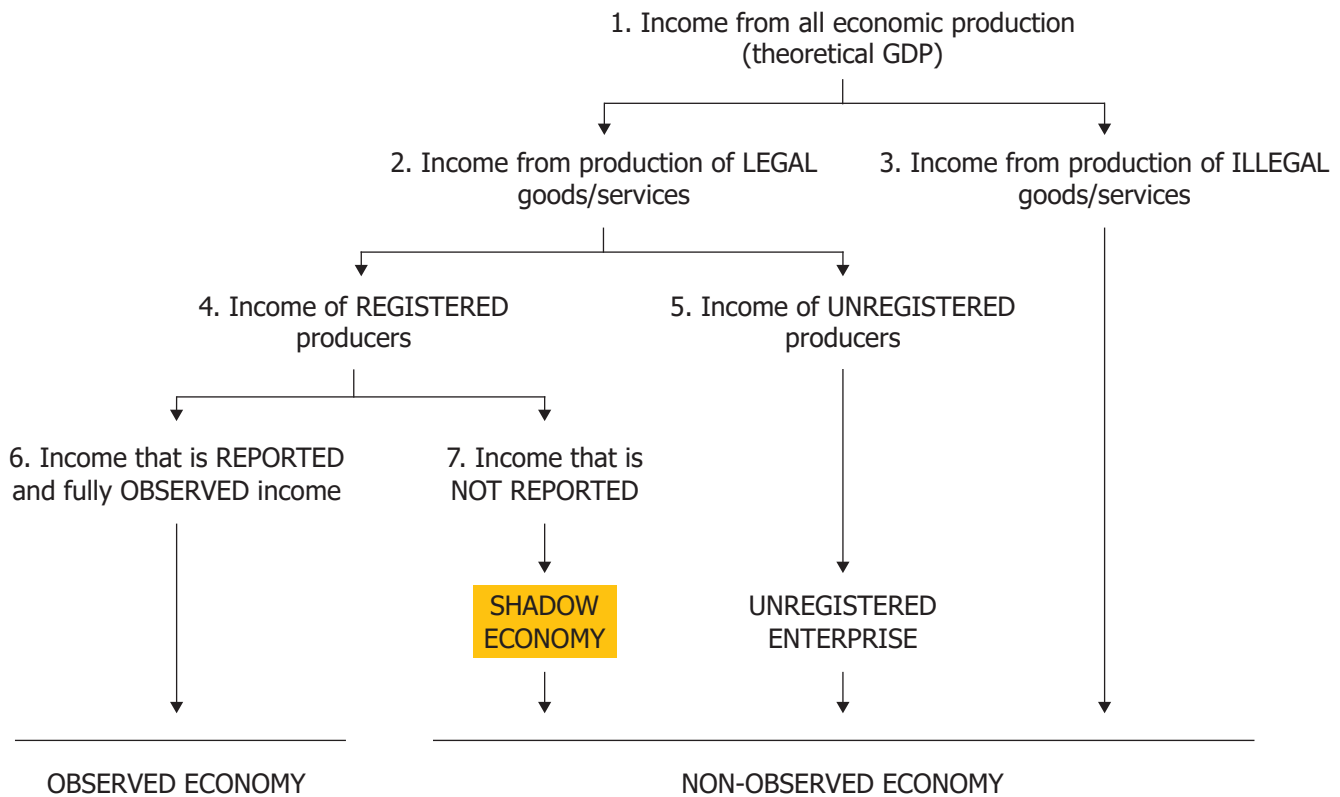 1. Income from all economic production
(theoretical GDP)
2. Income from production of LEGAL
goods/services
3. Income from production of ILLEGAL
goods/services
4. Income of REGISTERED
producers
5. Income of UNREGISTERED
producers
6. Income that is REPORTED
and fully OBSERVED income
7. Income that is
NOT REPORTED
SHADOW
ECONOMY
UNREGISTERED
ENTERPRISE
OBSERVED ECONOMY
NON-OBSERVED ECONOMY